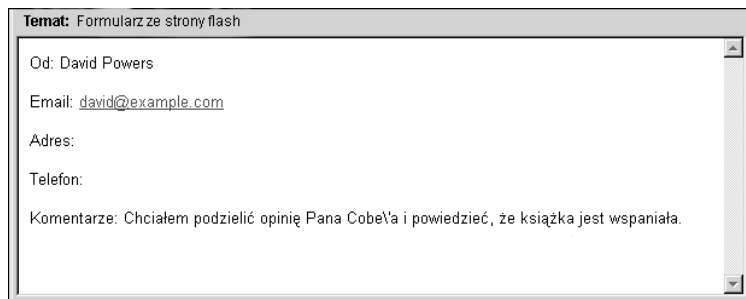 Temat: Formularz ze strony flash
Od: David Powers
Email: david@example.com
Adres:
Telefon:
Komentarze: Chciałem podzielić opinię Pana Cobe\'a i powiedzieć, że książka jest wspaniała.